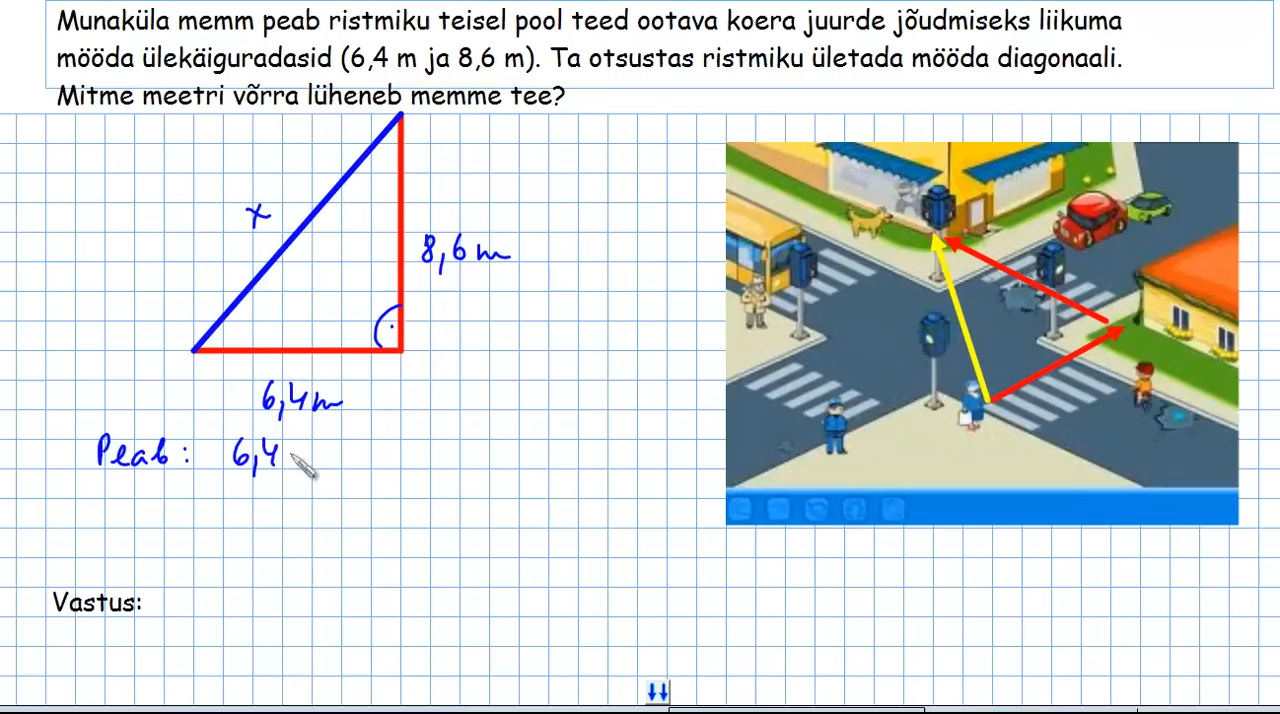 Munaküla memm peab ristmiku teisel pool teed ootava koera juurde jõudmiseks liikuma
mööda ülekäiguradasid (6,4 m ja 8,6 m). Ta otsustas ristmiku ületada mööda diagonaali.
Mitme meetri võrra lüheneb memme tee?
x
8,6 m
6,4 m
Peab: 6,4
Vastus: